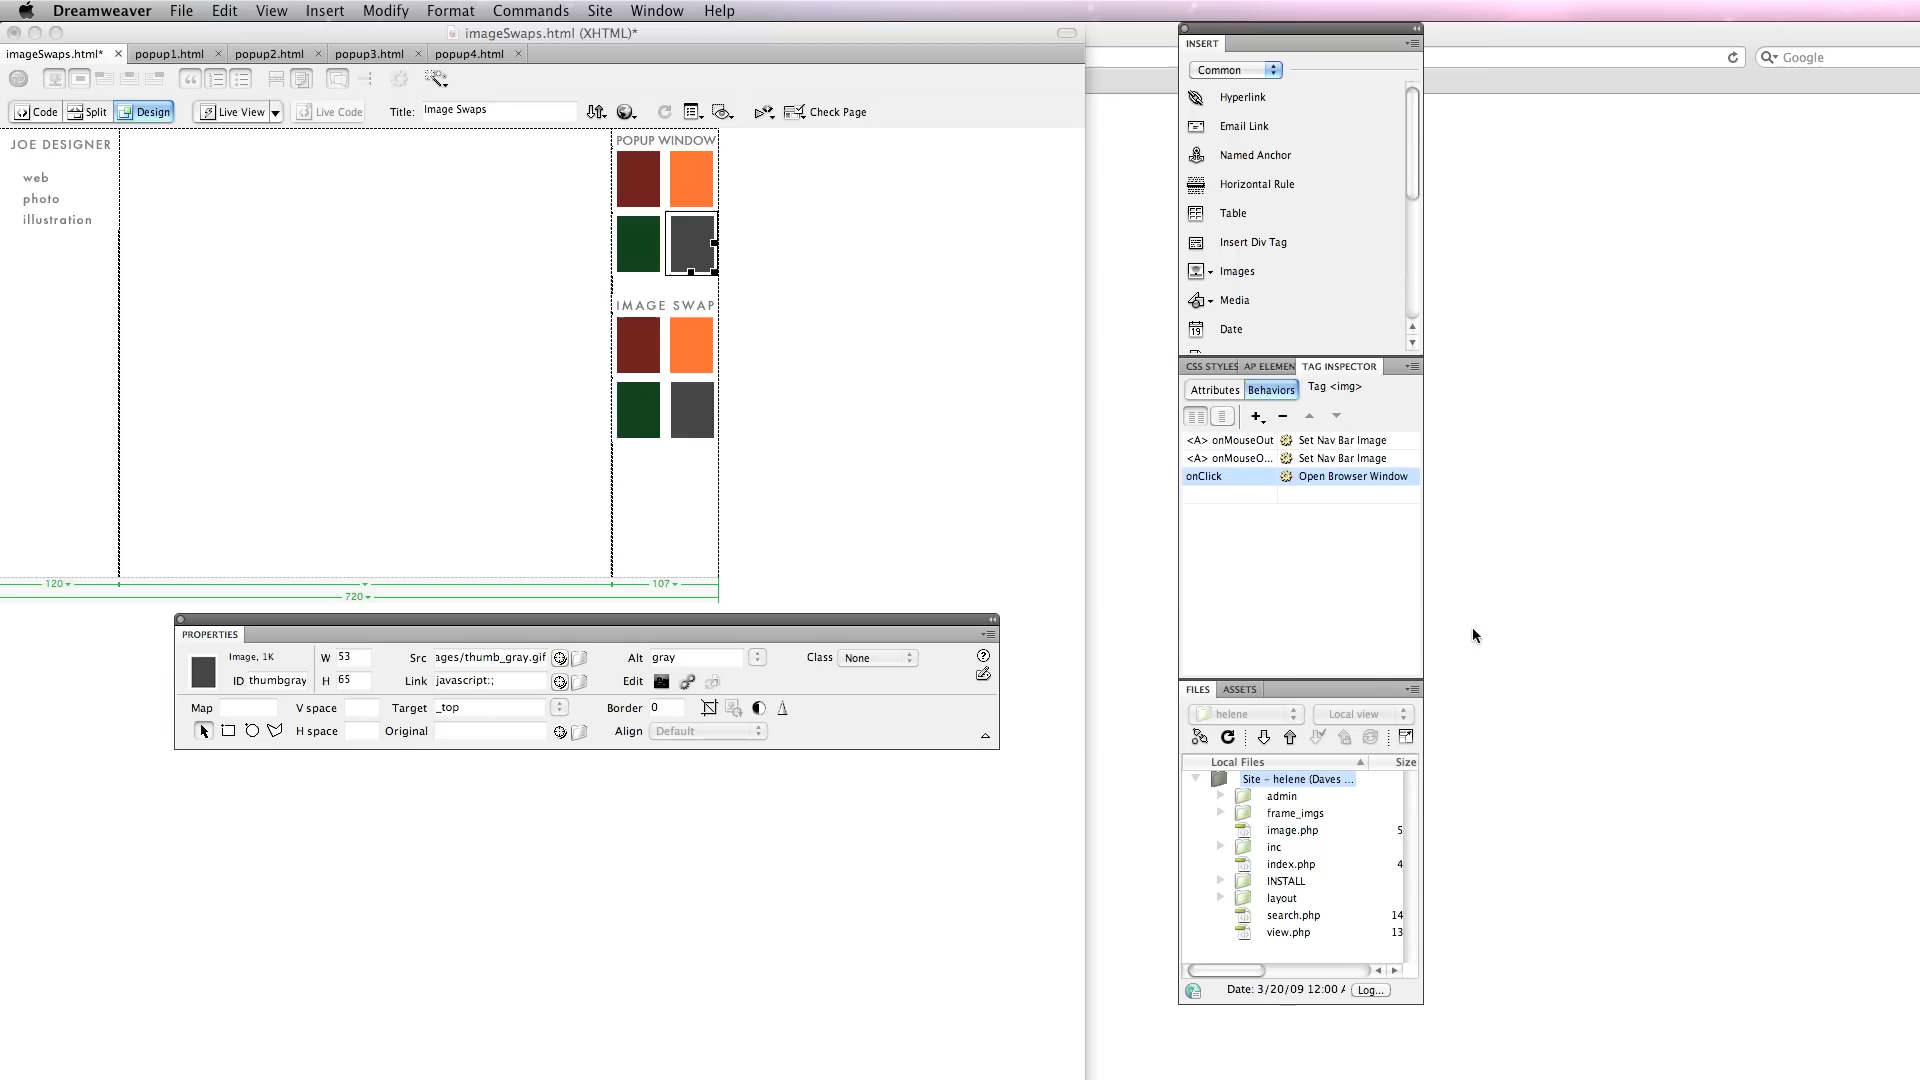 Dreamweaver File Edit View Insert Modify Format Commands Site Window Help
imageSwaps.html (XHTML)*
imageSwaps.html* popup1.html popup2.html popup3.html popup4.html
Code Split Design Live View Live Code Title: Image Swaps Check Page
JOE DESIGNER
web
photo
illustration
POPUP WINDOW
IMAGE SWAP
120 107
720
PROPERTIES
Image, 1K W 53 Src ages/thumb_gray.gif Alt gray Class None
ID thumbgray H 65 Link javascript:; Edit
Map V space Target _top Border 0
H space Original Align Default
Google
INSERT
Common
Hyperlink
Email Link
Named Anchor
Horizontal Rule
Table
Insert Div Tag
Images
Media
19 Date
CSS STYLES AP ELEMEN TAG INSPECTOR
Attributes Behaviors Tag <img>
<A> onMouseOut Set Nav Bar Image
<A> onMouseO... Set Nav Bar Image
onClick Open Browser Window
FILES ASSETS
helene Local view
Local Files Size
Site – helene (Daves ...
admin
frame_imgs
image.php 5
inc
index.php 4
INSTALL
layout
search.php 14
view.php 13
Date: 3/20/09 12:00 A Log...